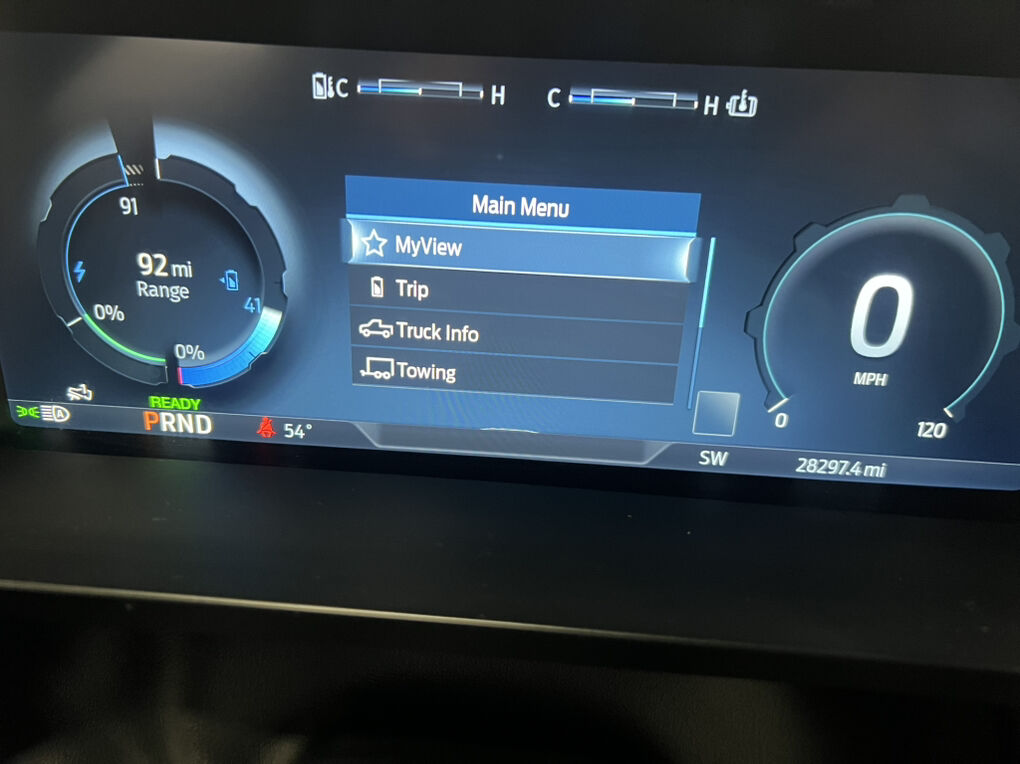 C H
C H
91
92 mi
Range
41
0%
0%
Main Menu
MyView
Trip
Truck Info
Towing
0
MPH
0
120
A
READY
PRND
54°
SW
28297.4 mi